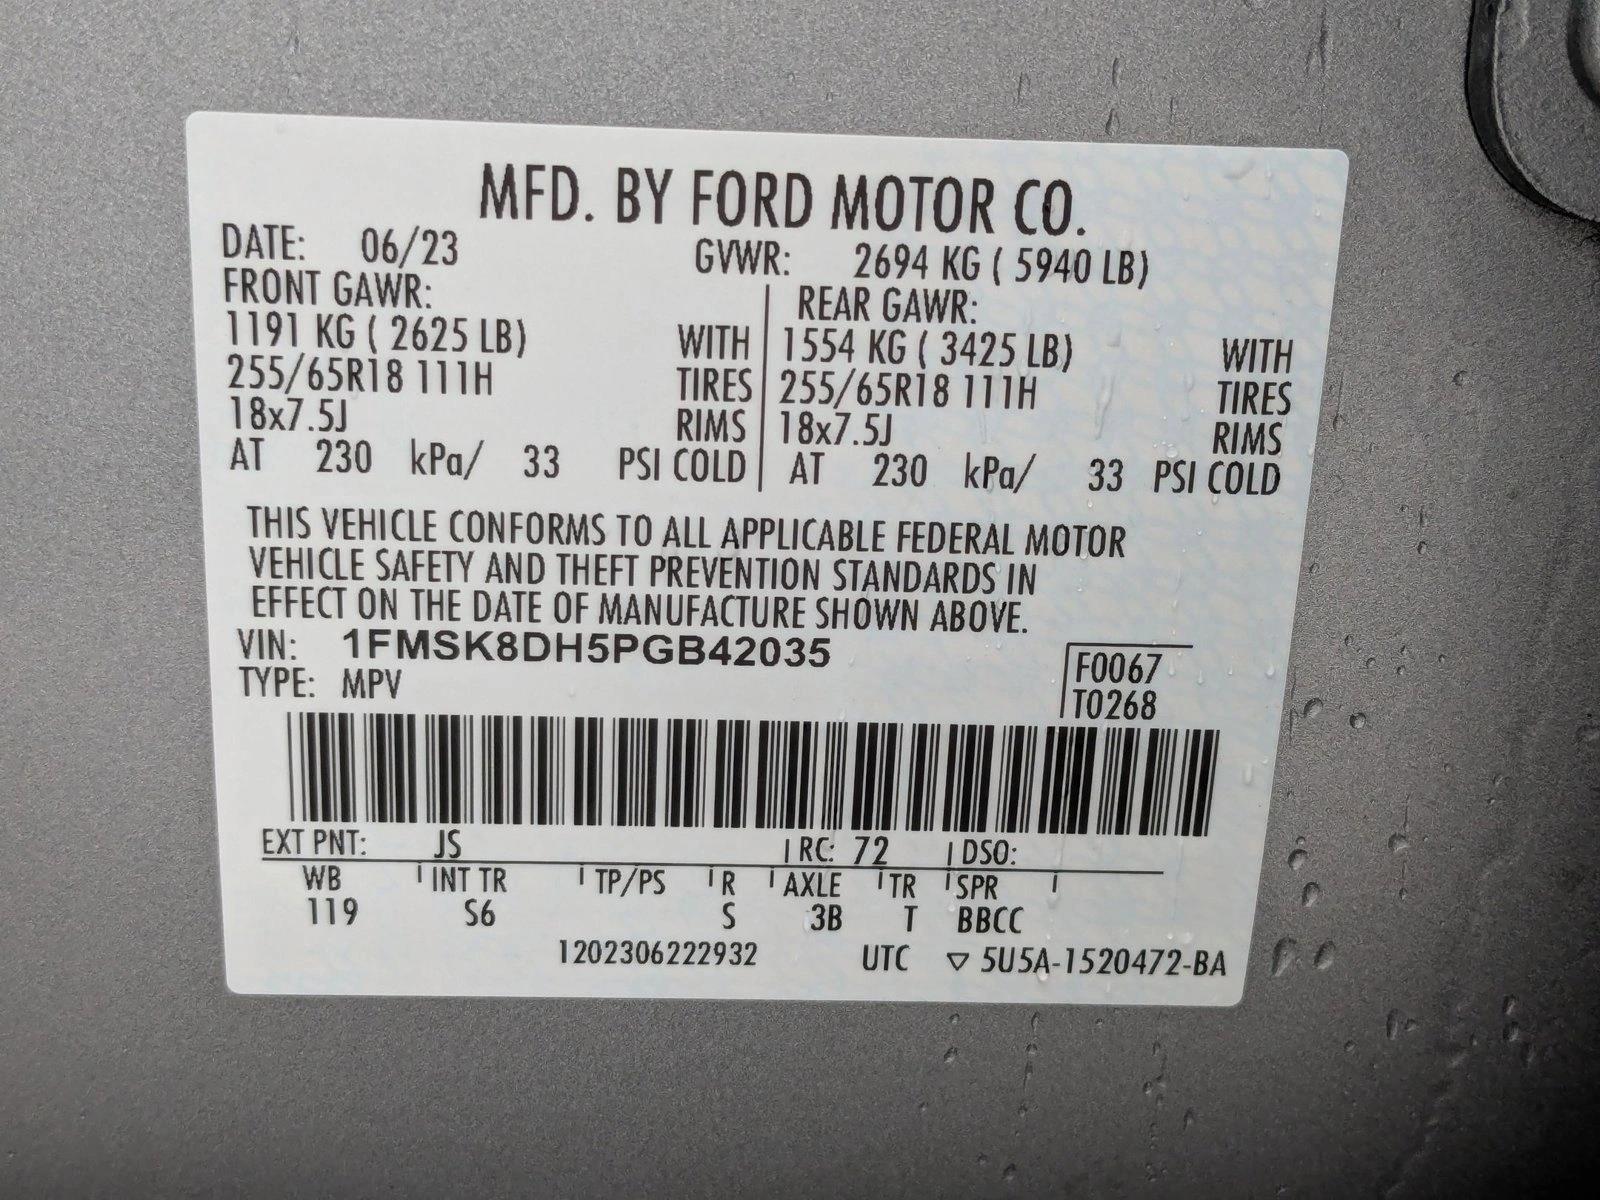 MFD. BY FORD MOTOR CO.
DATE: 06/23 GVWR: 2694 KG ( 5940 LB)
FRONT GAWR: REAR GAWR:
1191 KG ( 2625 LB) WITH 1554 KG ( 3425 LB) WITH
255/65R18 111H TIRES 255/65R18 111H TIRES
18x7.5J RIMS 18x7.5J RIMS
AT 230 kPa/ 33 PSI COLD AT 230 kPa/ 33 PSI COLD
THIS VEHICLE CONFORMS TO ALL APPLICABLE FEDERAL MOTOR
VEHICLE SAFETY AND THEFT PREVENTION STANDARDS IN
EFFECT ON THE DATE OF MANUFACTURE SHOWN ABOVE.
VIN: 1FMSK8DH5PGB42035 F0067
TYPE: MPV T0268
EXT PNT: JS RC: 72 DSO:
WB INT TR TP/PS R AXLE TR SPR
119 S6 S 3B T BBCC
1202306222932 UTC ▽ 5U5A-1520472-BA